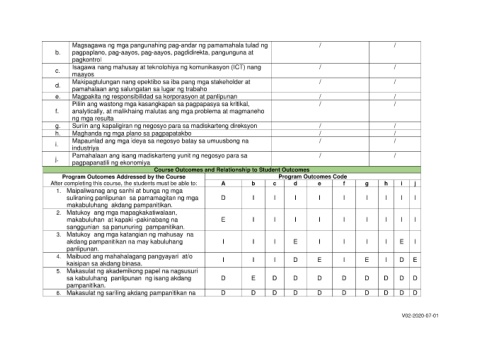 Magsagawa ng mga pangunahing pag-andar ng pamamahala tulad ng
b. pagpaplano, pag-aayos, pag-aayos, pagdidirekta, pangunguna at / /
pagkontrol
c. Isagawa nang mahusay at teknolohiya ng komunikasyon (ICT) nang / /
maayos
d. Makipagtulungan nang epektibo sa iba pang mga stakeholder at / /
pamahalaan ang salungatan sa lugar ng trabaho
e. Magpakita ng responsibilidad sa korporasyon at panlipunan / /
f. Piliin ang wastong mga kasangkapan sa pagpapasya sa kritikal, / /
analytically, at malikhaing malutas ang mga problema at magmaneho
ng mga resulta
g. Suriin ang kapaligiran ng negosyo para sa madiskarteng direksyon / /
h. Maghanda ng mga plano sa pagpapatakbo / /
i. Mapaunlad ang mga ideya sa negosyo batay sa umuusbong na / /
industriya
j. Pamahalaan ang isang madiskarteng yunit ng negosyo para sa / /
pagpapanatili ng ekonomiya
Course Outcomes and Relationship to Student Outcomes
Program Outcomes Addressed by the Course Program Outcomes Code
After completing this course, the students must be able to: A b c d e f g h i j
1. Maipaliwanag ang sanhi at bunga ng mga D I I I I I I I I I
suliraning panlipunan sa pamamagitan ng mga
makabuluhang akdang pampanitikan.
2. Matukoy ang mga mapagkakatiwalaan, E I I I I I I I I I
makabuluhan at kapaki -pakinabang na
sanggunian sa panunuring pampanitikan.
3. Matukoy ang mga katangian ng mahusay na I I I E I I I I E I
akdang pampanitikan na may kabuluhang
panlipunan.
4. Maibuod ang mahahalagang pangyayari at/o I I I D E I E I D E
kaisipan sa akdang binasa.
5. Makasulat ng akademikong papel na nagsusuri D E D D D D D D D D
sa kabuluhang panlipunan ng isang akdang
pampanitikan.
6. Makasulat ng sariling akdang pampanitikan na D D D D D D D D D D
V02-2020-07-01